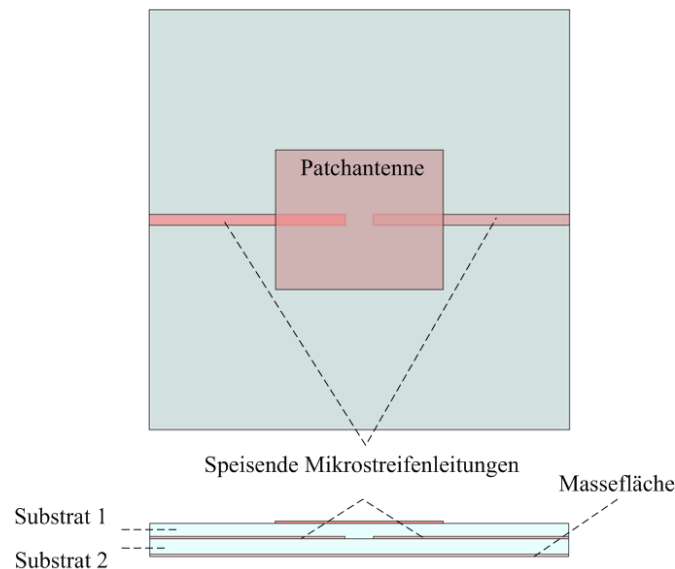 Patchantenne
Speisende Mikrostreifenleitungen
Massefläche
Substrat 1
Substrat 2